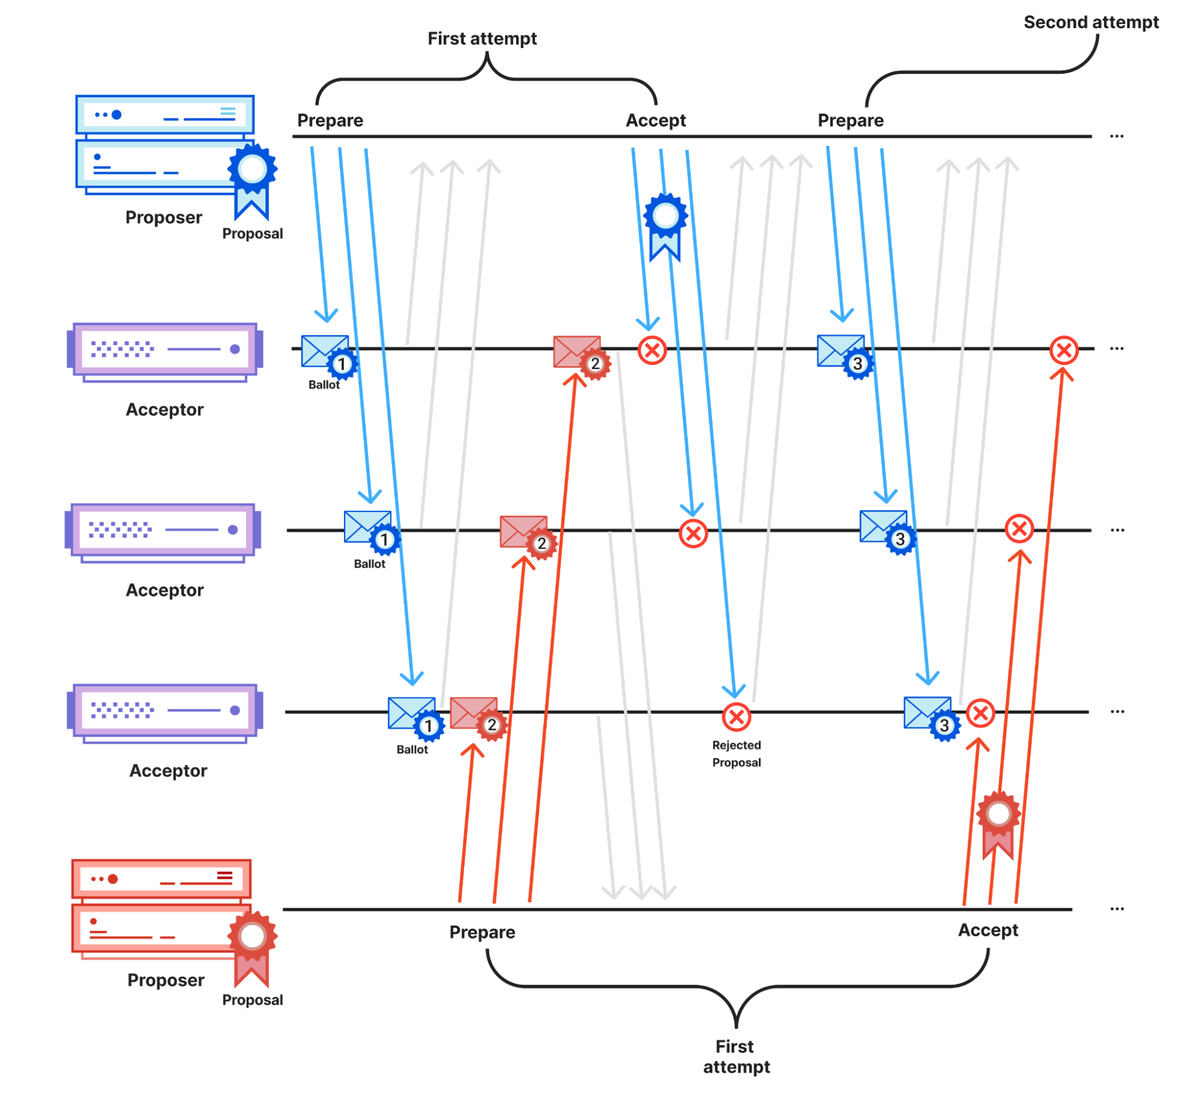 Second attempt
First attempt
Prepare
Accept
Prepare
...
Proposer
Proposal
1
2
3
...
Ballot
Acceptor
1
2
3
...
Ballot
Acceptor
1
2
3
...
Ballot
Rejected
Proposal
Acceptor
...
Prepare
Accept
Proposer
Proposal
First
attempt